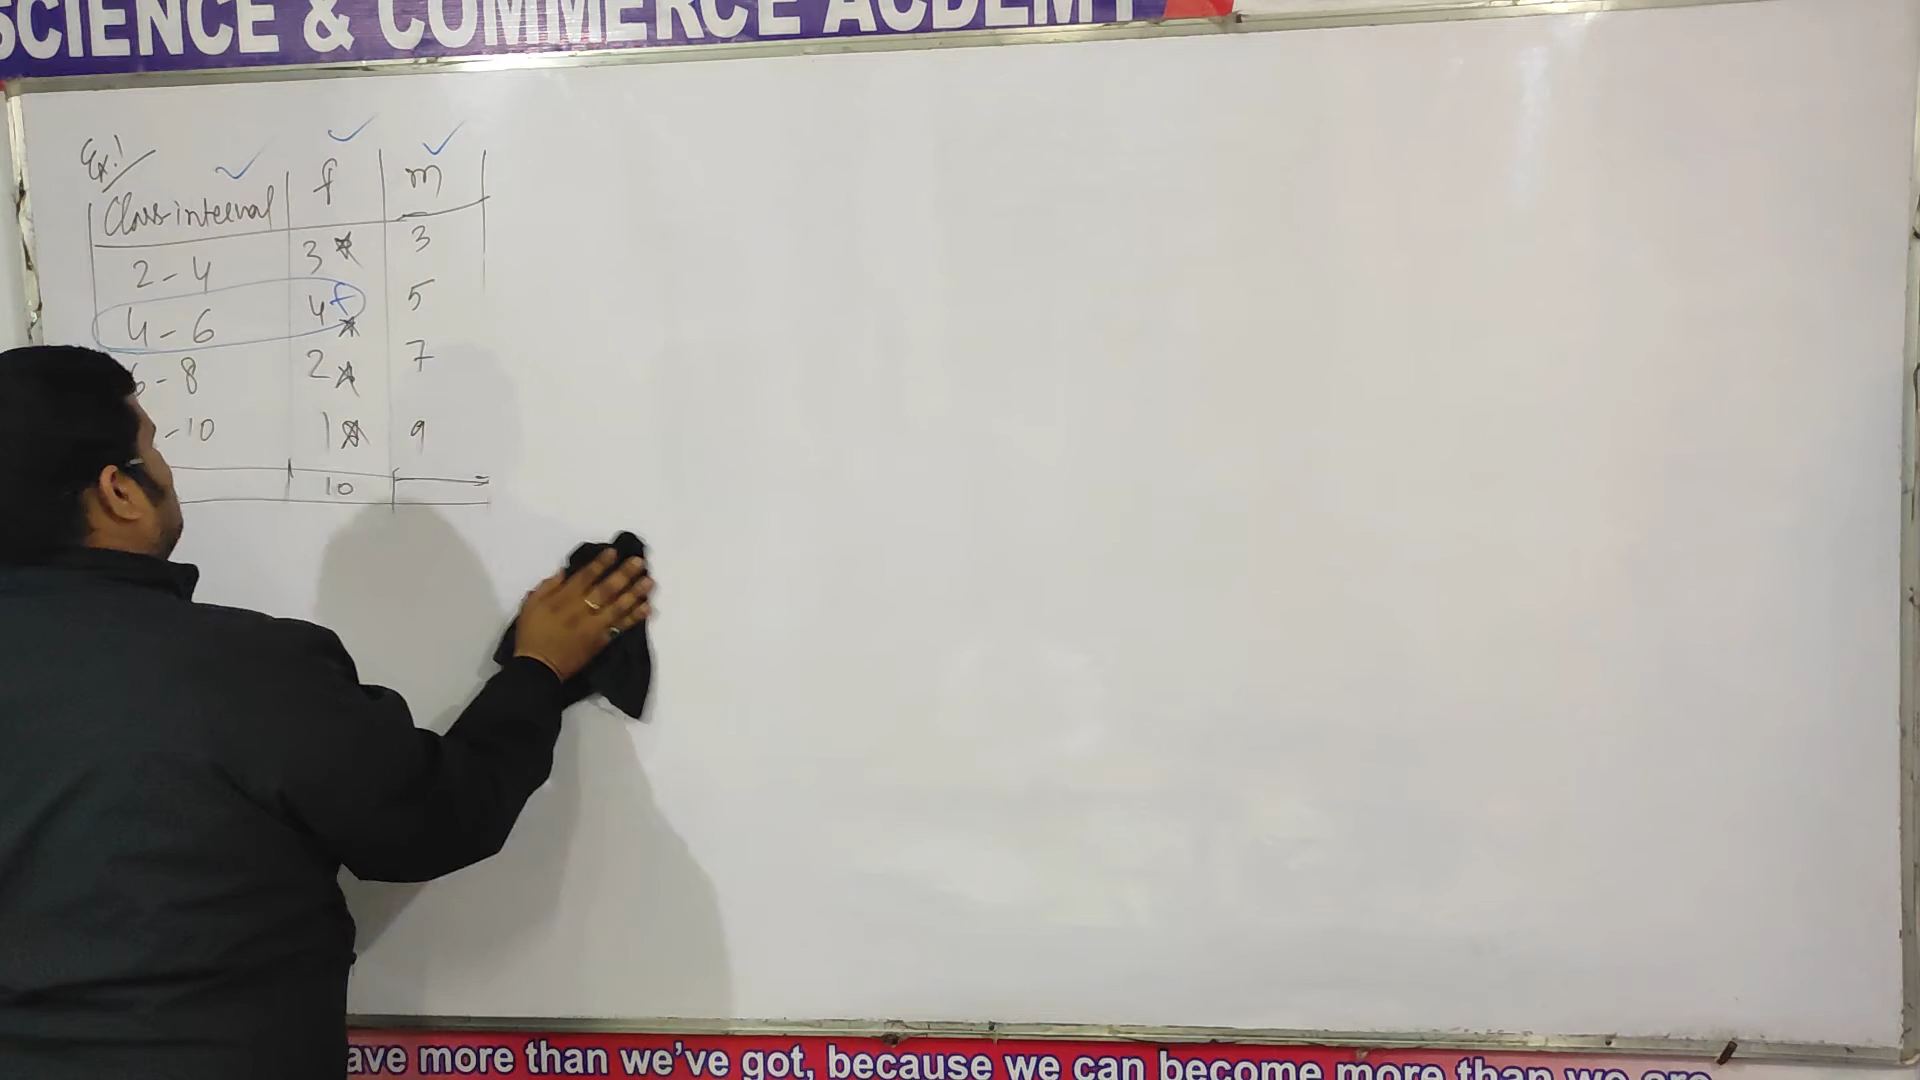 SCIENCE & COMMERCE ACDEMY
Ex:
Class-interval f m
2-4 3 3
4-6 4 f 5
6-8 2 7
-10 1 9
10
ave more than we've got, because we can become more than we are